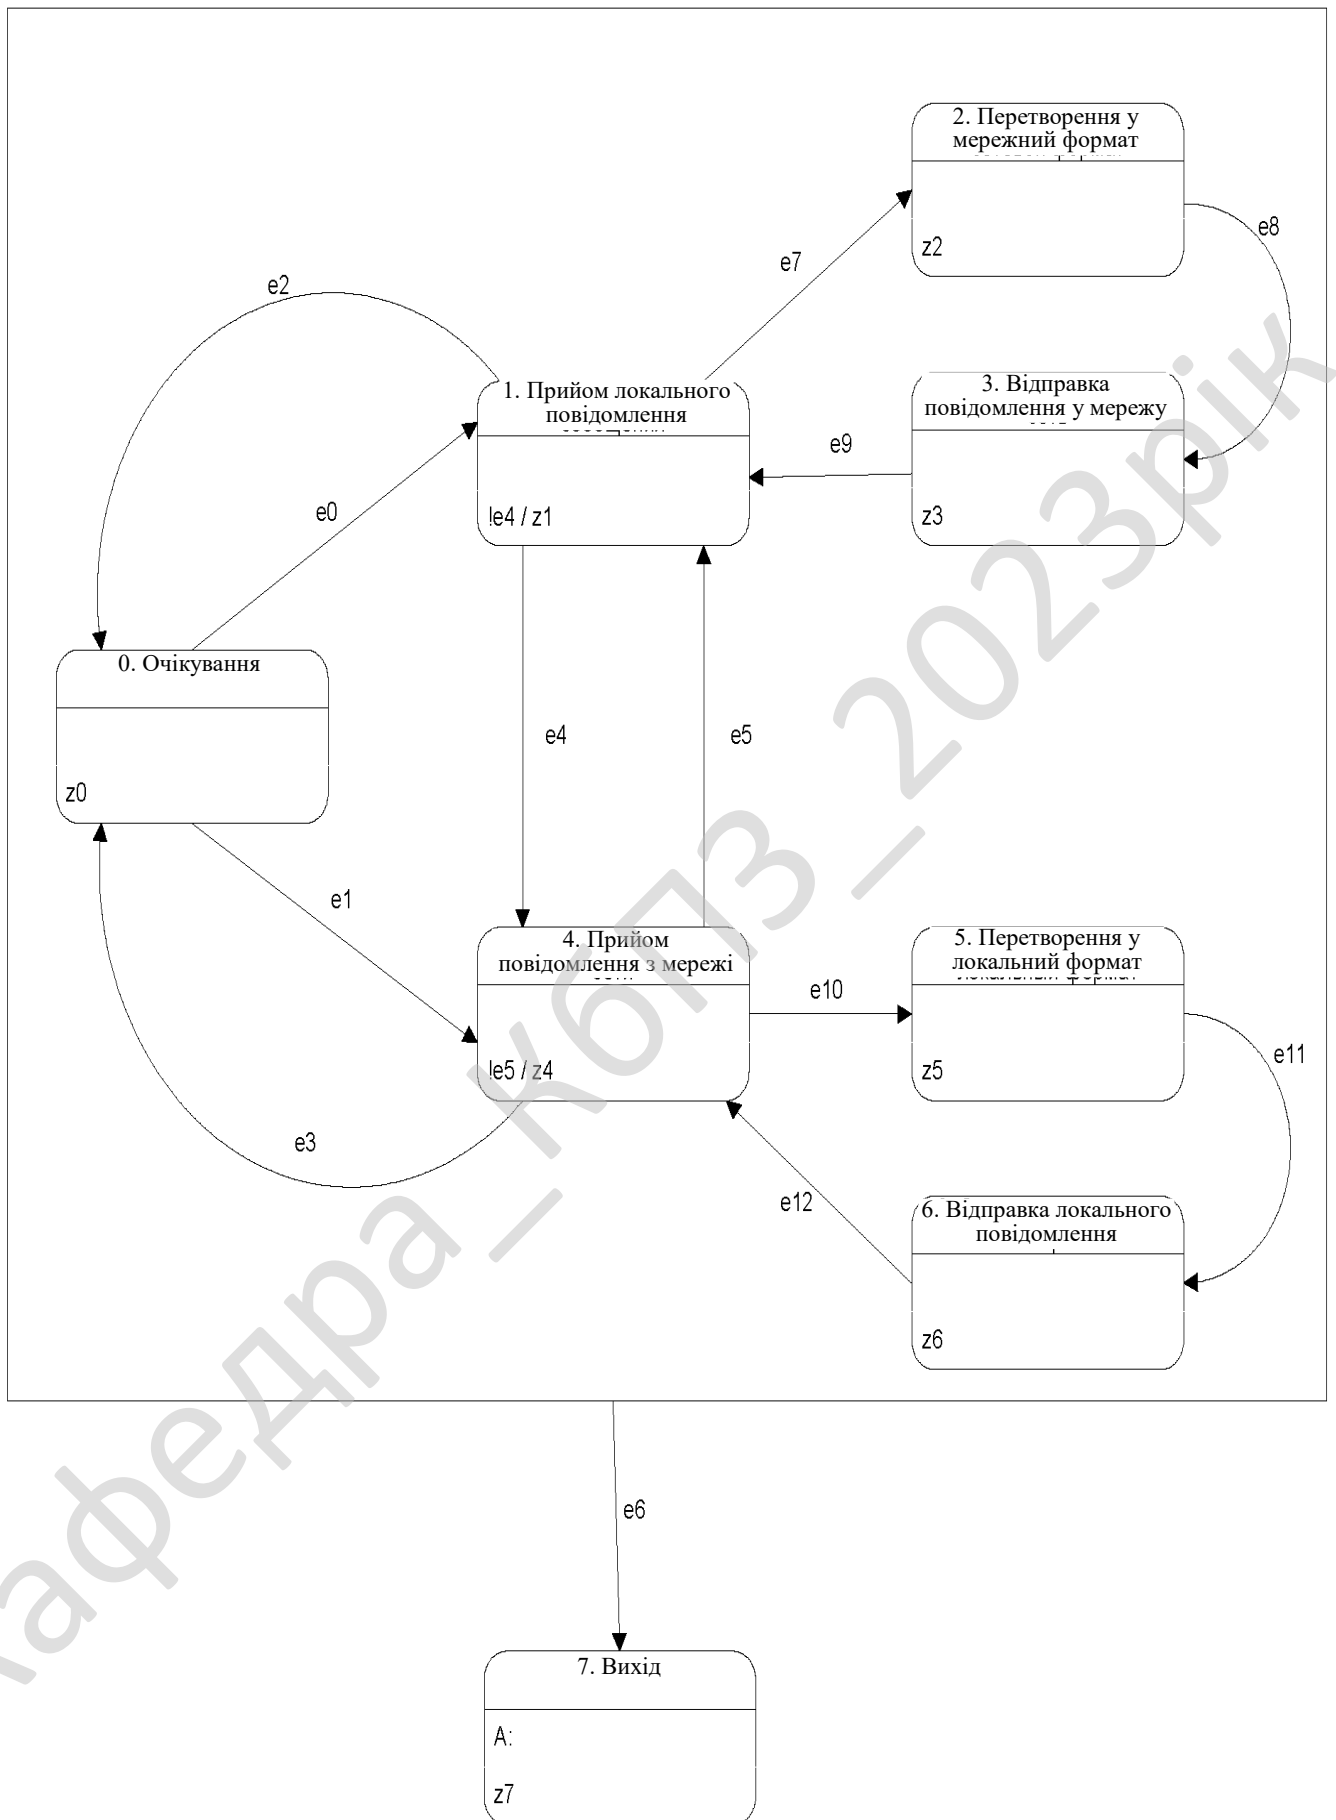 2. Перетворення у
мережний формат
z2
e8
e7
e2
1. Прийом локального
повідомлення
!e4 / z1
3. Відправка
повідомлення у мережу
z3
e9
e0
0. Очікування
z0
e4
e5
e1
4. Прийом
повідомлення з мережі
!e5 / z4
e10
5. Перетворення у
локальний формат
z5
e11
e3
e12
6. Відправка локального
повідомлення
z6
e6
7. Вихід
A:
z7
кафедра_КбПЗ_2023рік